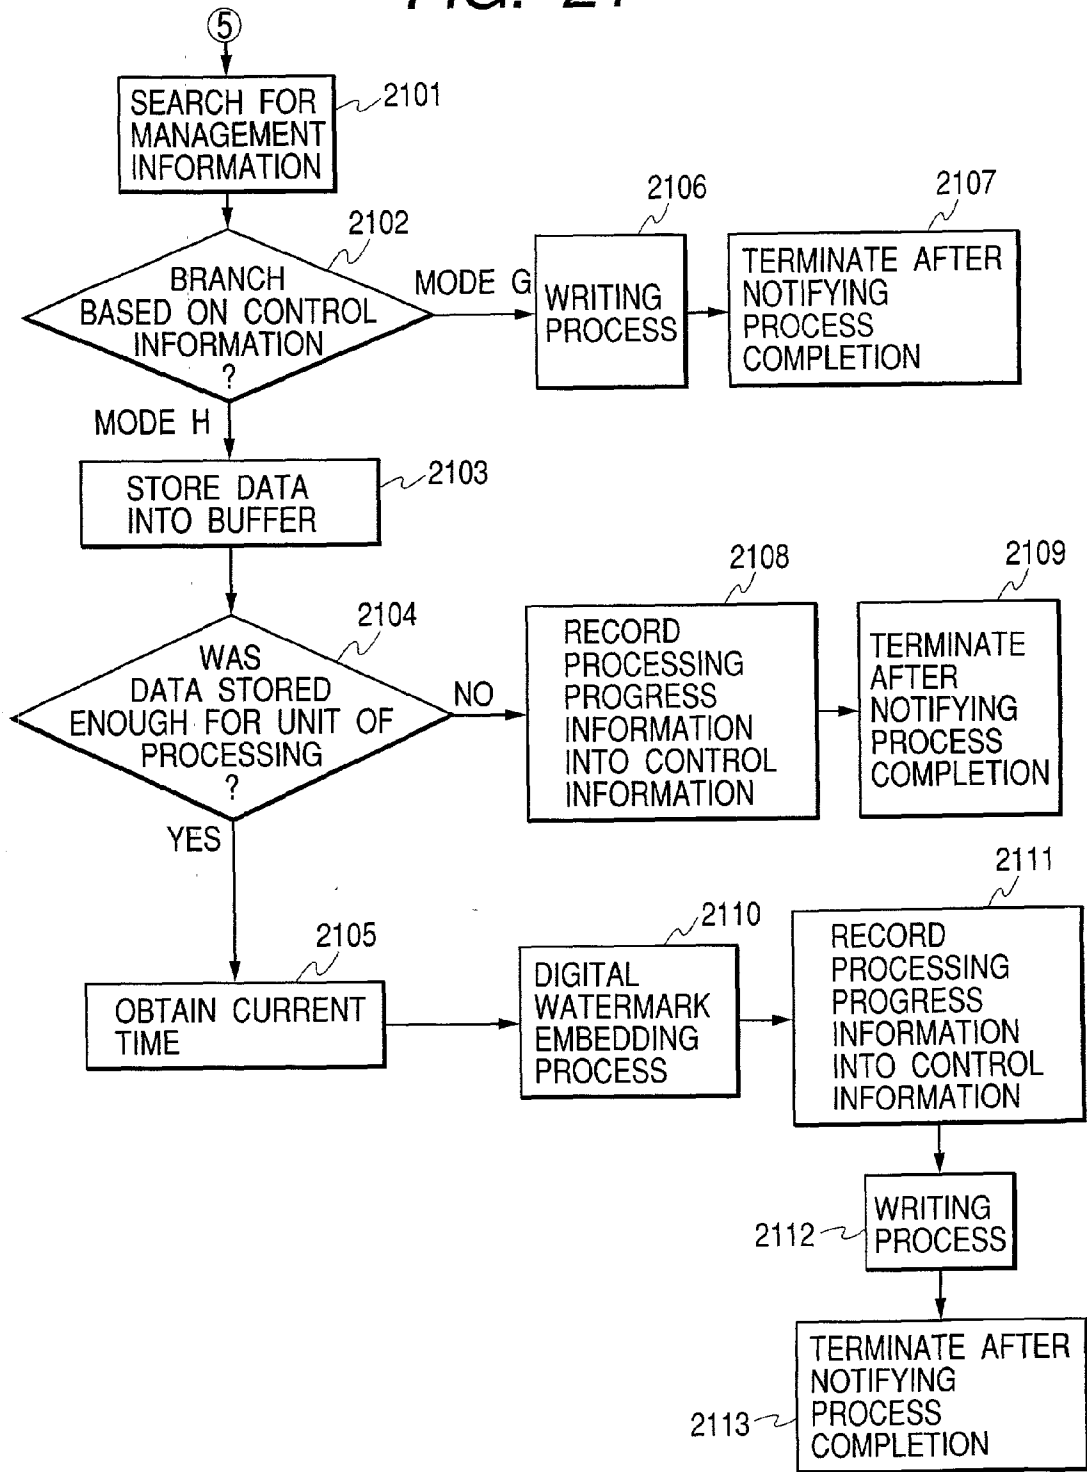 FIG. 21
5
SEARCH FOR
MANAGEMENT
INFORMATION
2101
2102
BRANCH
BASED ON CONTROL
INFORMATION
?
MODE G
2106
WRITING
PROCESS
2107
TERMINATE AFTER
NOTIFYING
PROCESS
COMPLETION
MODE H
STORE DATA
INTO BUFFER
2103
2104
WAS
DATA STORED
ENOUGH FOR UNIT OF
PROCESSING
?
NO
2108
RECORD
PROCESSING
PROGRESS
INFORMATION
INTO CONTROL
INFORMATION
2109
TERMINATE
AFTER
NOTIFYING
PROCESS
COMPLETION
YES
2105
OBTAIN CURRENT
TIME
2110
DIGITAL
WATERMARK
EMBEDDING
PROCESS
2111
RECORD
PROCESSING
PROGRESS
INFORMATION
INTO CONTROL
INFORMATION
2112
WRITING
PROCESS
2113
TERMINATE AFTER
NOTIFYING
PROCESS
COMPLETION